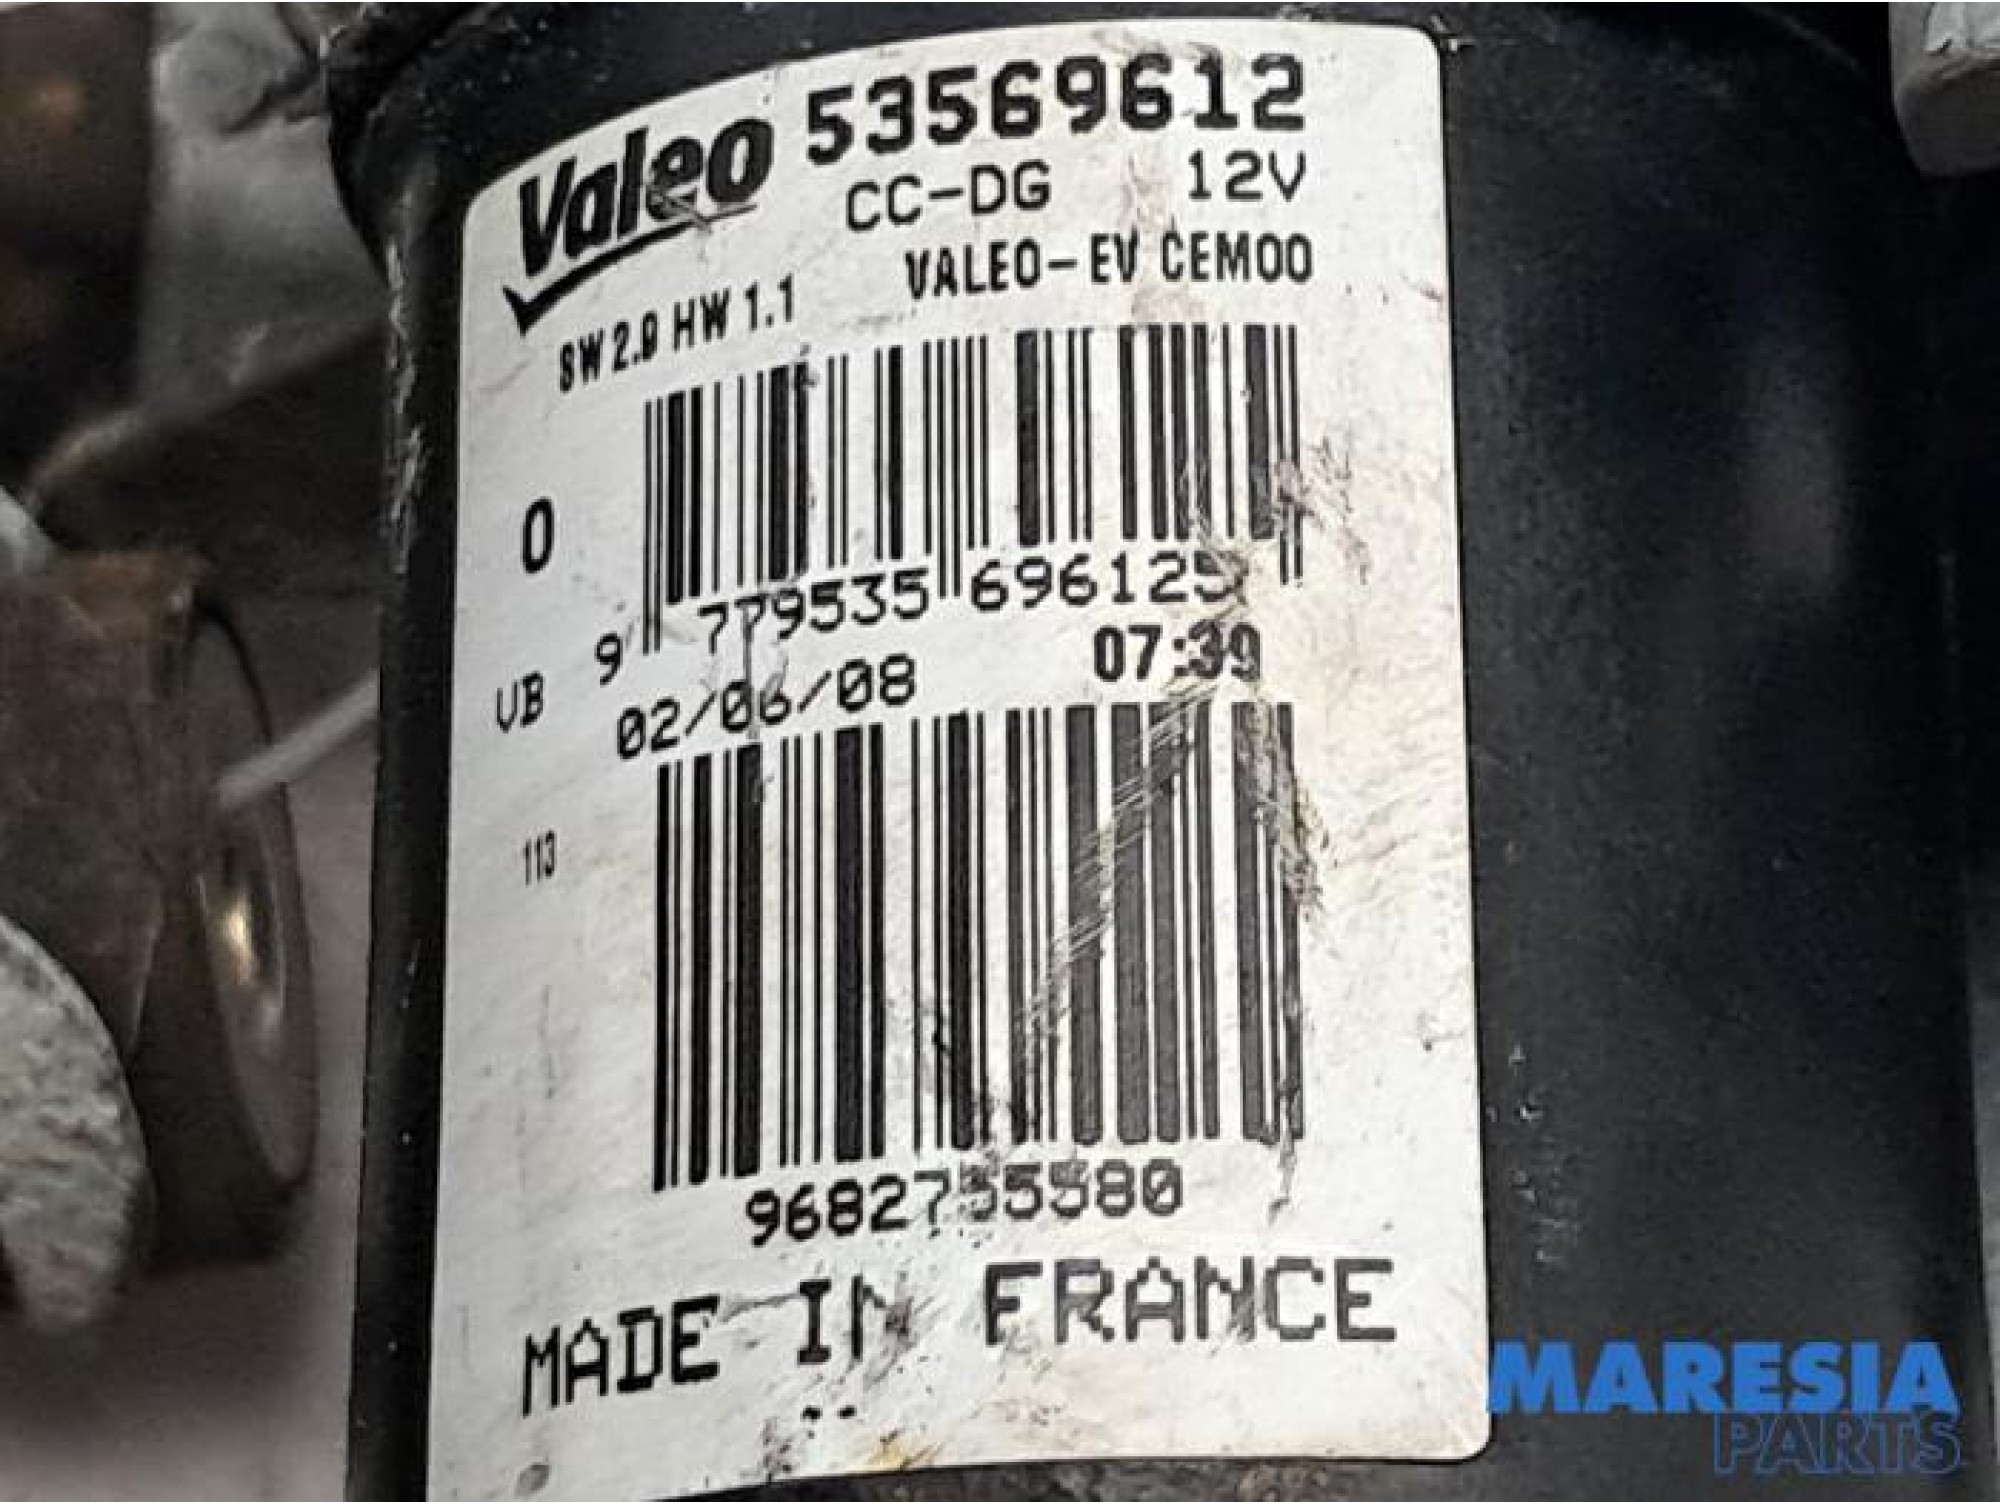 Valeo 53569612
CC-DG 12V
VALEO-EV CEM00
SW 2.0 HW 1.1
0
9 779535 696125
UB 02/06/08 07:39
113
9682755580
MADE IN FRANCE
MARESIA
PARTS